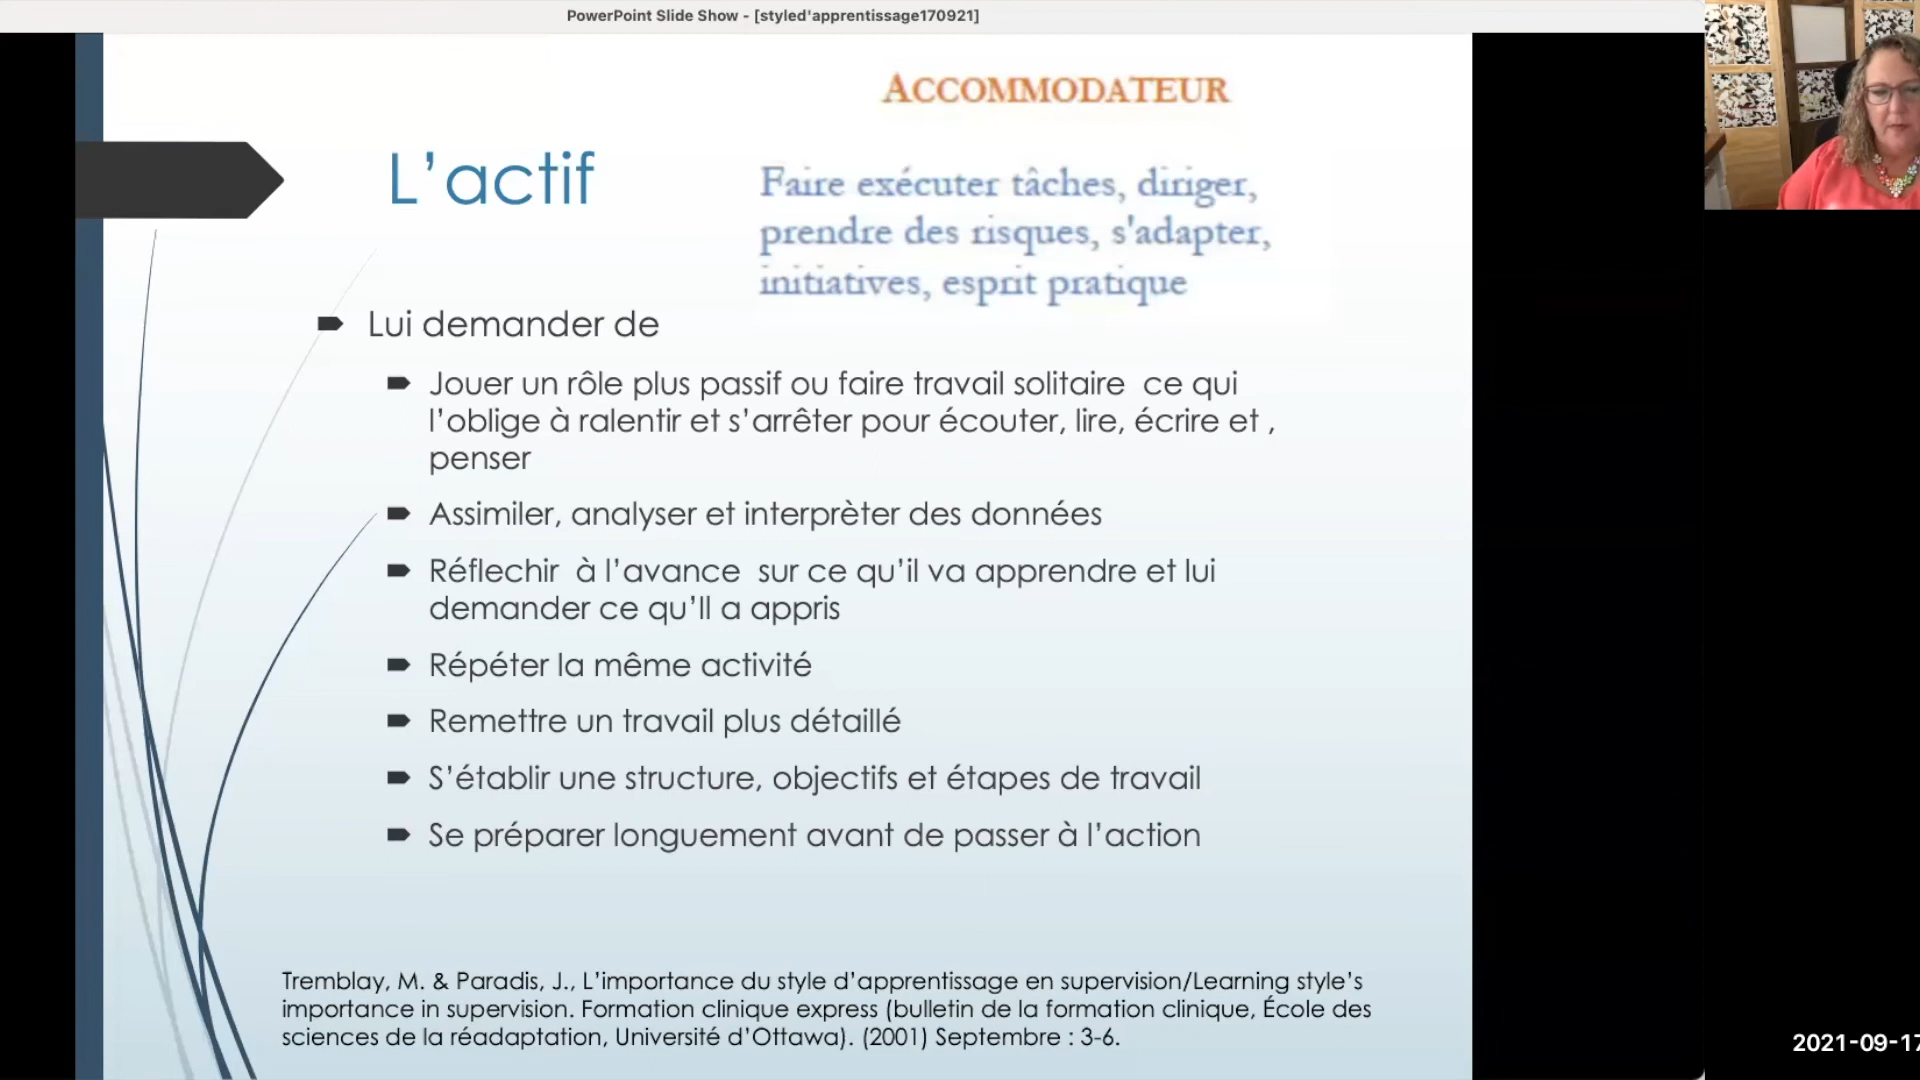 PowerPoint Slide Show - [styled'apprentissage170921]
ACCOMMODATEUR
L’actif
Faire exécuter tâches, diriger,
prendre des risques, s'adapter,
initiatives, esprit pratique
Lui demander de
Jouer un rôle plus passif ou faire travail solitaire ce qui
l’oblige à ralentir et s’arrêter pour écouter, lire, écrire et ,
penser
Assimiler, analyser et interprèter des données
Réflechir à l’avance sur ce qu’il va apprendre et lui
demander ce qu’Il a appris
Répéter la même activité
Remettre un travail plus détaillé
S’établir une structure, objectifs et étapes de travail
Se préparer longuement avant de passer à l’action
Tremblay, M. & Paradis, J., L’importance du style d’apprentissage en supervision/Learning style’s
importance in supervision. Formation clinique express (bulletin de la formation clinique, École des
sciences de la réadaptation, Université d’Ottawa). (2001) Septembre : 3-6.
2021-09-17